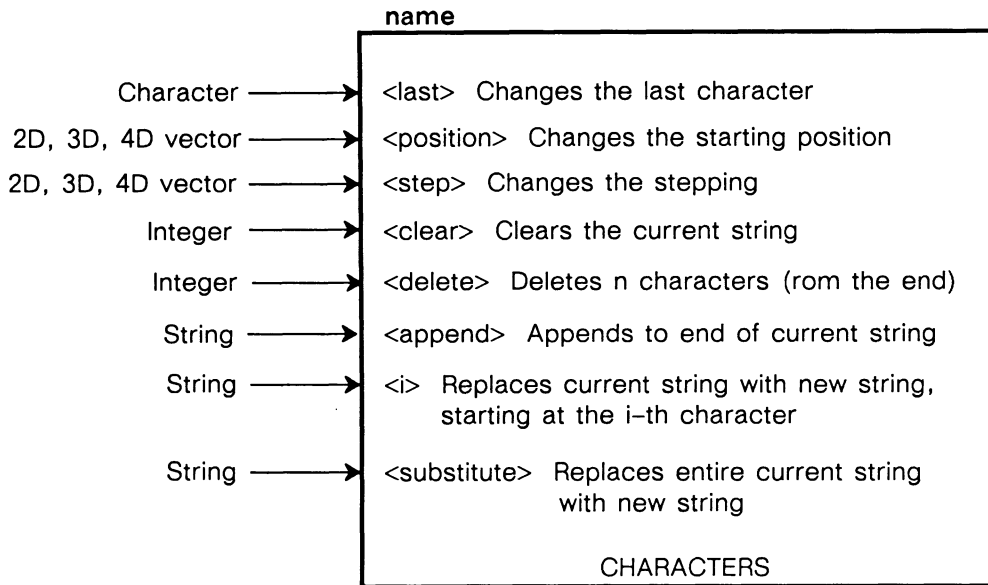 name
Character <last> Changes the last character
2D, 3D, 4D vector <position> Changes the starting position
2D, 3D, 4D vector <step> Changes the stepping
Integer <clear> Clears the current string
Integer <delete> Deletes n characters (rom the end)
String <append> Appends to end of current string
String <i> Replaces current string with new string,
starting at the i-th character
String <substitute> Replaces entire current string
with new string
CHARACTERS